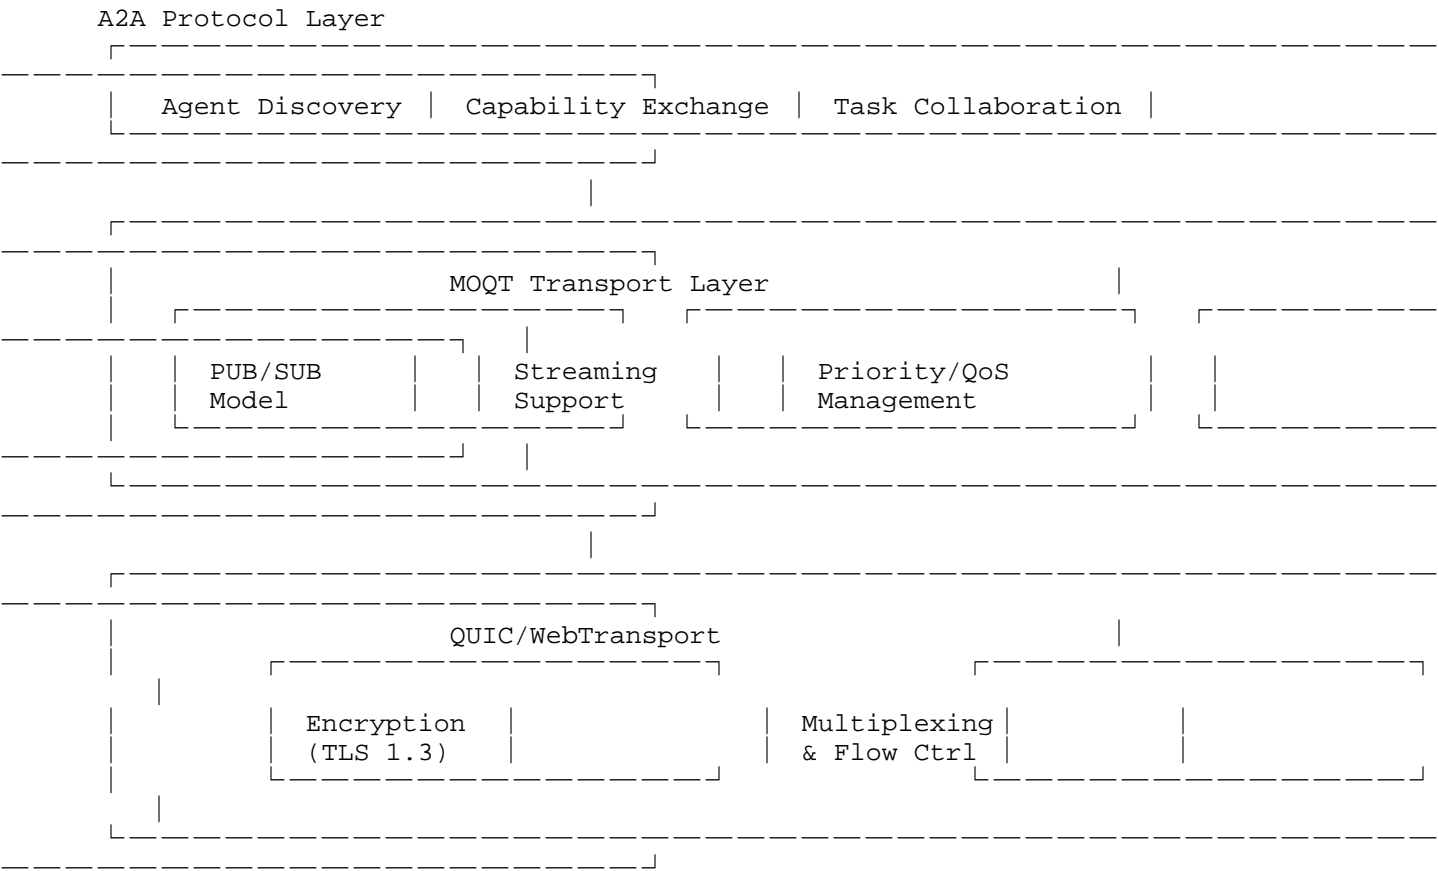 A2A Protocol Layer
Agent Discovery | Capability Exchange | Task Collaboration
MOQT Transport Layer
PUB/SUB Streaming Priority/QoS
Model Support Management
QUIC/WebTransport
Encryption Multiplexing
(TLS 1.3) & Flow Ctrl